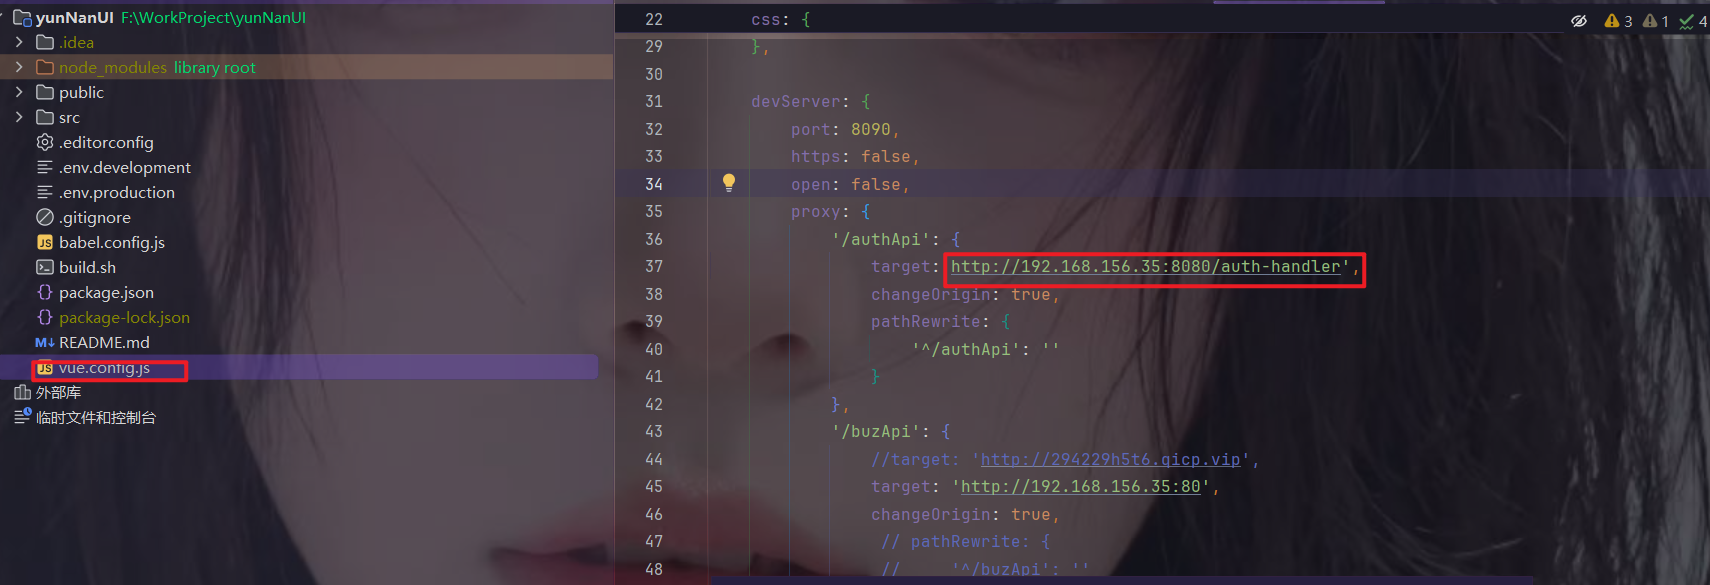 yunNanUI F:\WorkProject\yunNanUI
.idea
node_modules library root
public
src
.editorconfig
.env.development
.env.production
.gitignore
JS babel.config.js
build.sh
{} package.json
{} package-lock.json
M↓ README.md
JS vue.config.js
外部库
临时文件和控制台
3 1 4
22 css: {
29 },
30
31 devServer: {
32 port: 8090,
33 https: false,
34 open: false,
35 proxy: {
36 '/authApi': {
37 target: http://192.168.156.35:8080/auth-handler',
38 changeOrigin: true,
39 pathRewrite: {
40 '^/authApi': ''
41 }
42 },
43 '/buzApi': {
44 //target: 'http://294229h5t6.qicp.vip',
45 target: 'http://192.168.156.35:80',
46 changeOrigin: true,
47 // pathRewrite: {
48 // '^/buzApi': ''